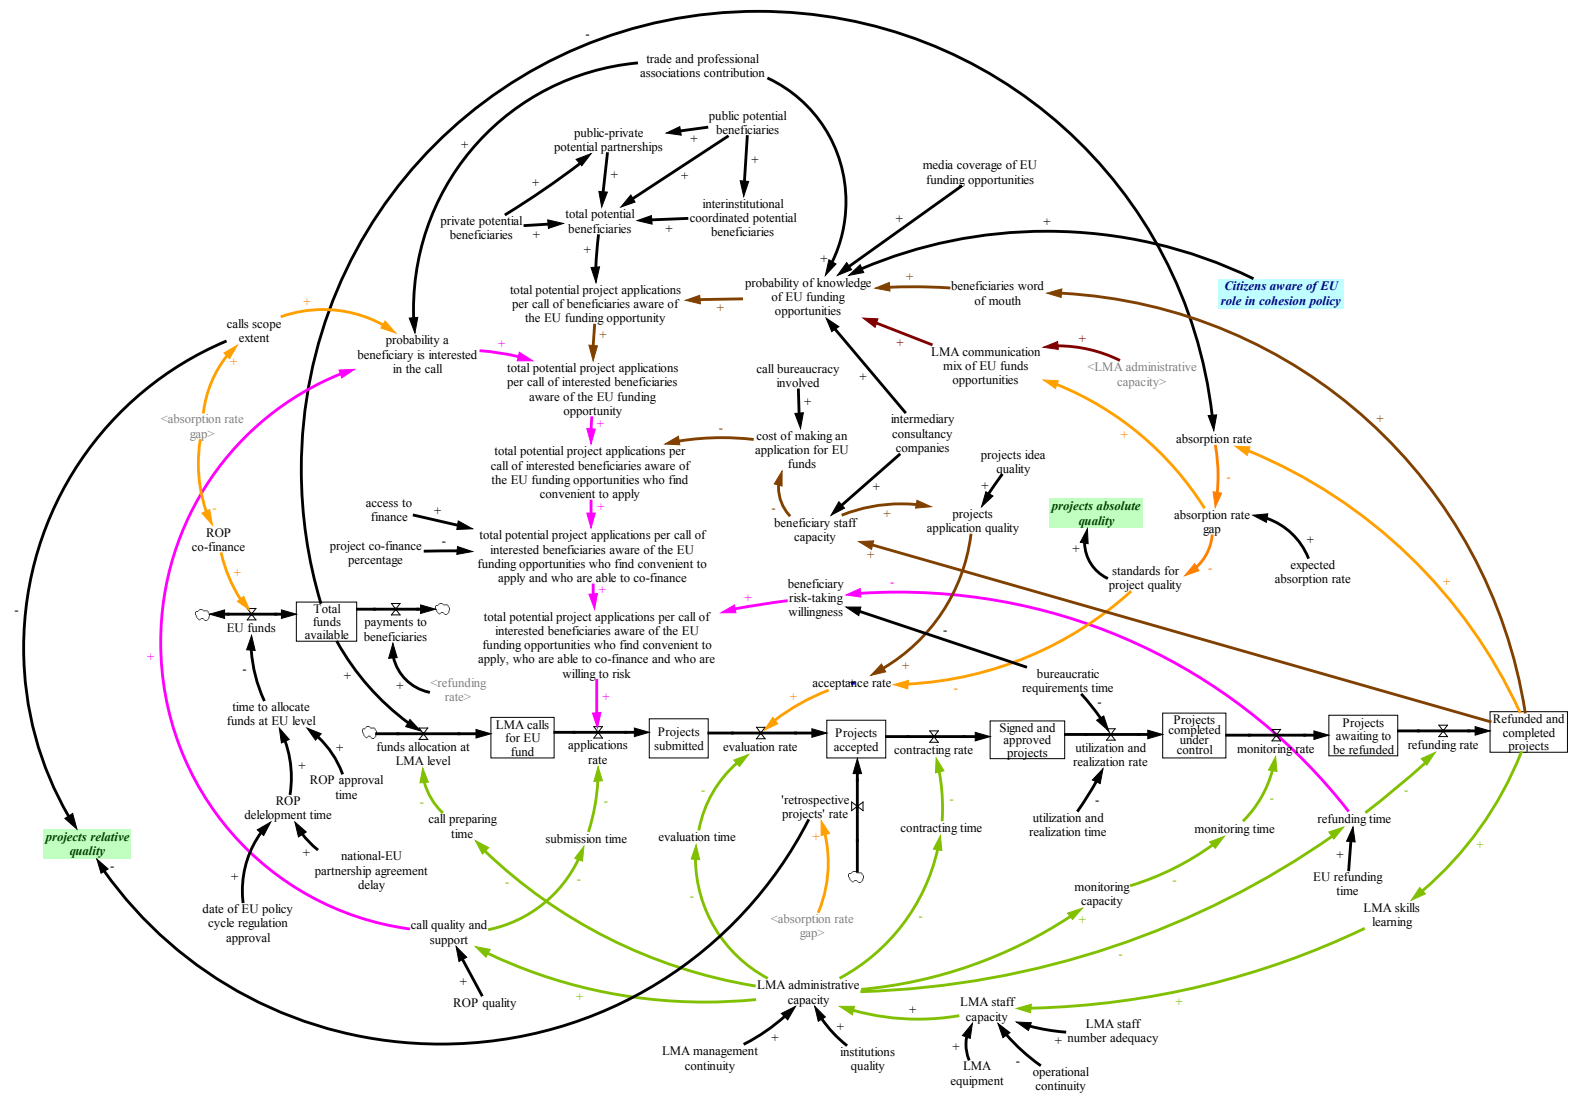 trade and professional
associations contribution
public potential
beneficiaries
public-private
potential partnerships
media coverage of EU
funding opportunities
private potential
beneficiaries
total potential
beneficiaries
interinstitutional
coordinated potential
beneficiaries
Citizens aware of EU
role in cohesion policy
total potential project applications
per call of beneficiaries aware of
the EU funding opportunity
probability of knowledge
of EU funding
opportunities
beneficiaries word
of mouth
calls scope
extent
probability a
beneficiary is interested
in the call
LMA communication
mix of EU funds
opportunities
<LMA administrative
capacity>
total potential project applications
per call of interested beneficiaries
aware of the EU funding
opportunity
call bureaucracy
involved
<absorption rate
gap>
intermediary
consultancy
companies
cost of making an
application for EU
funds
absorption rate
total potential project applications per
call of interested beneficiaries aware of
the EU funding opportunities who find
convenient to apply
projects idea
quality
access to
finance
projects absolute
quality
absorption rate
gap
projects
application quality
beneficiary staff
capacity
ROP
co-finance
project co-finance
percentage
total potential project applications per call of
interested beneficiaries aware of the EU
funding opportunities who find convenient to
apply and who are able to co-finance
expected
absorption rate
standards for
project quality
beneficiary
risk-taking
willingness
EU funds
Total
funds
available
payments to
beneficiaries
total potential project applications per call of
interested beneficiaries aware of the EU
funding opportunities who find convenient to
apply, who are able to co-finance and who are
willing to risk
<refunding
rate>
acceptance rate
bureaucratic
requirements time
time to allocate
funds at EU level
funds allocation at
LMA level
LMA calls
for EU
fund
applications
rate
Projects
submitted
evaluation rate
Projects
accepted
contracting rate
Signed and
approved
projects
utilization and
realization rate
Projects
completed
under
control
monitoring rate
Projects
awaiting to
be refunded
refunding rate
Refunded and
completed
projects
ROP approval
time
ROP
delelopment time
call preparing
time
submission time
evaluation time
'retrospective
projects' rate
contracting time
utilization and
realization time
monitoring time
refunding time
projects relative
quality
national-EU
partnership agreement
delay
EU refunding
time
monitoring
capacity
date of EU policy
cycle regulation
approval
call quality and
support
<absorption rate
gap>
LMA skills
learning
ROP quality
LMA administrative
capacity
LMA staff
capacity
LMA management
continuity
institutions
quality
LMA staff
number adequacy
LMA
equipment
operational
continuity